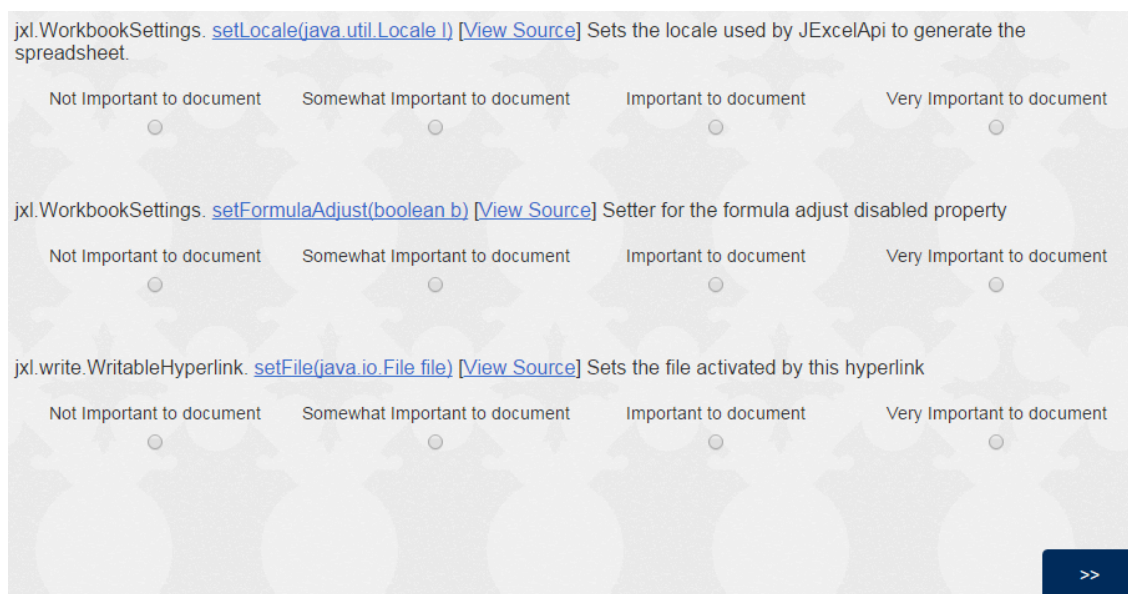 jxl.WorkbookSettings. setLocale(java.util.Locale l) [View Source] Sets the locale used by JExcelApi to generate the
spreadsheet.
Not Important to document Somewhat Important to document Important to document Very Important to document
jxl.WorkbookSettings. setFormulaAdjust(boolean b) [View Source] Setter for the formula adjust disabled property
Not Important to document Somewhat Important to document Important to document Very Important to document
jxl.write.WritableHyperlink. setFile(java.io.File file) [View Source] Sets the file activated by this hyperlink
Not Important to document Somewhat Important to document Important to document Very Important to document
>>